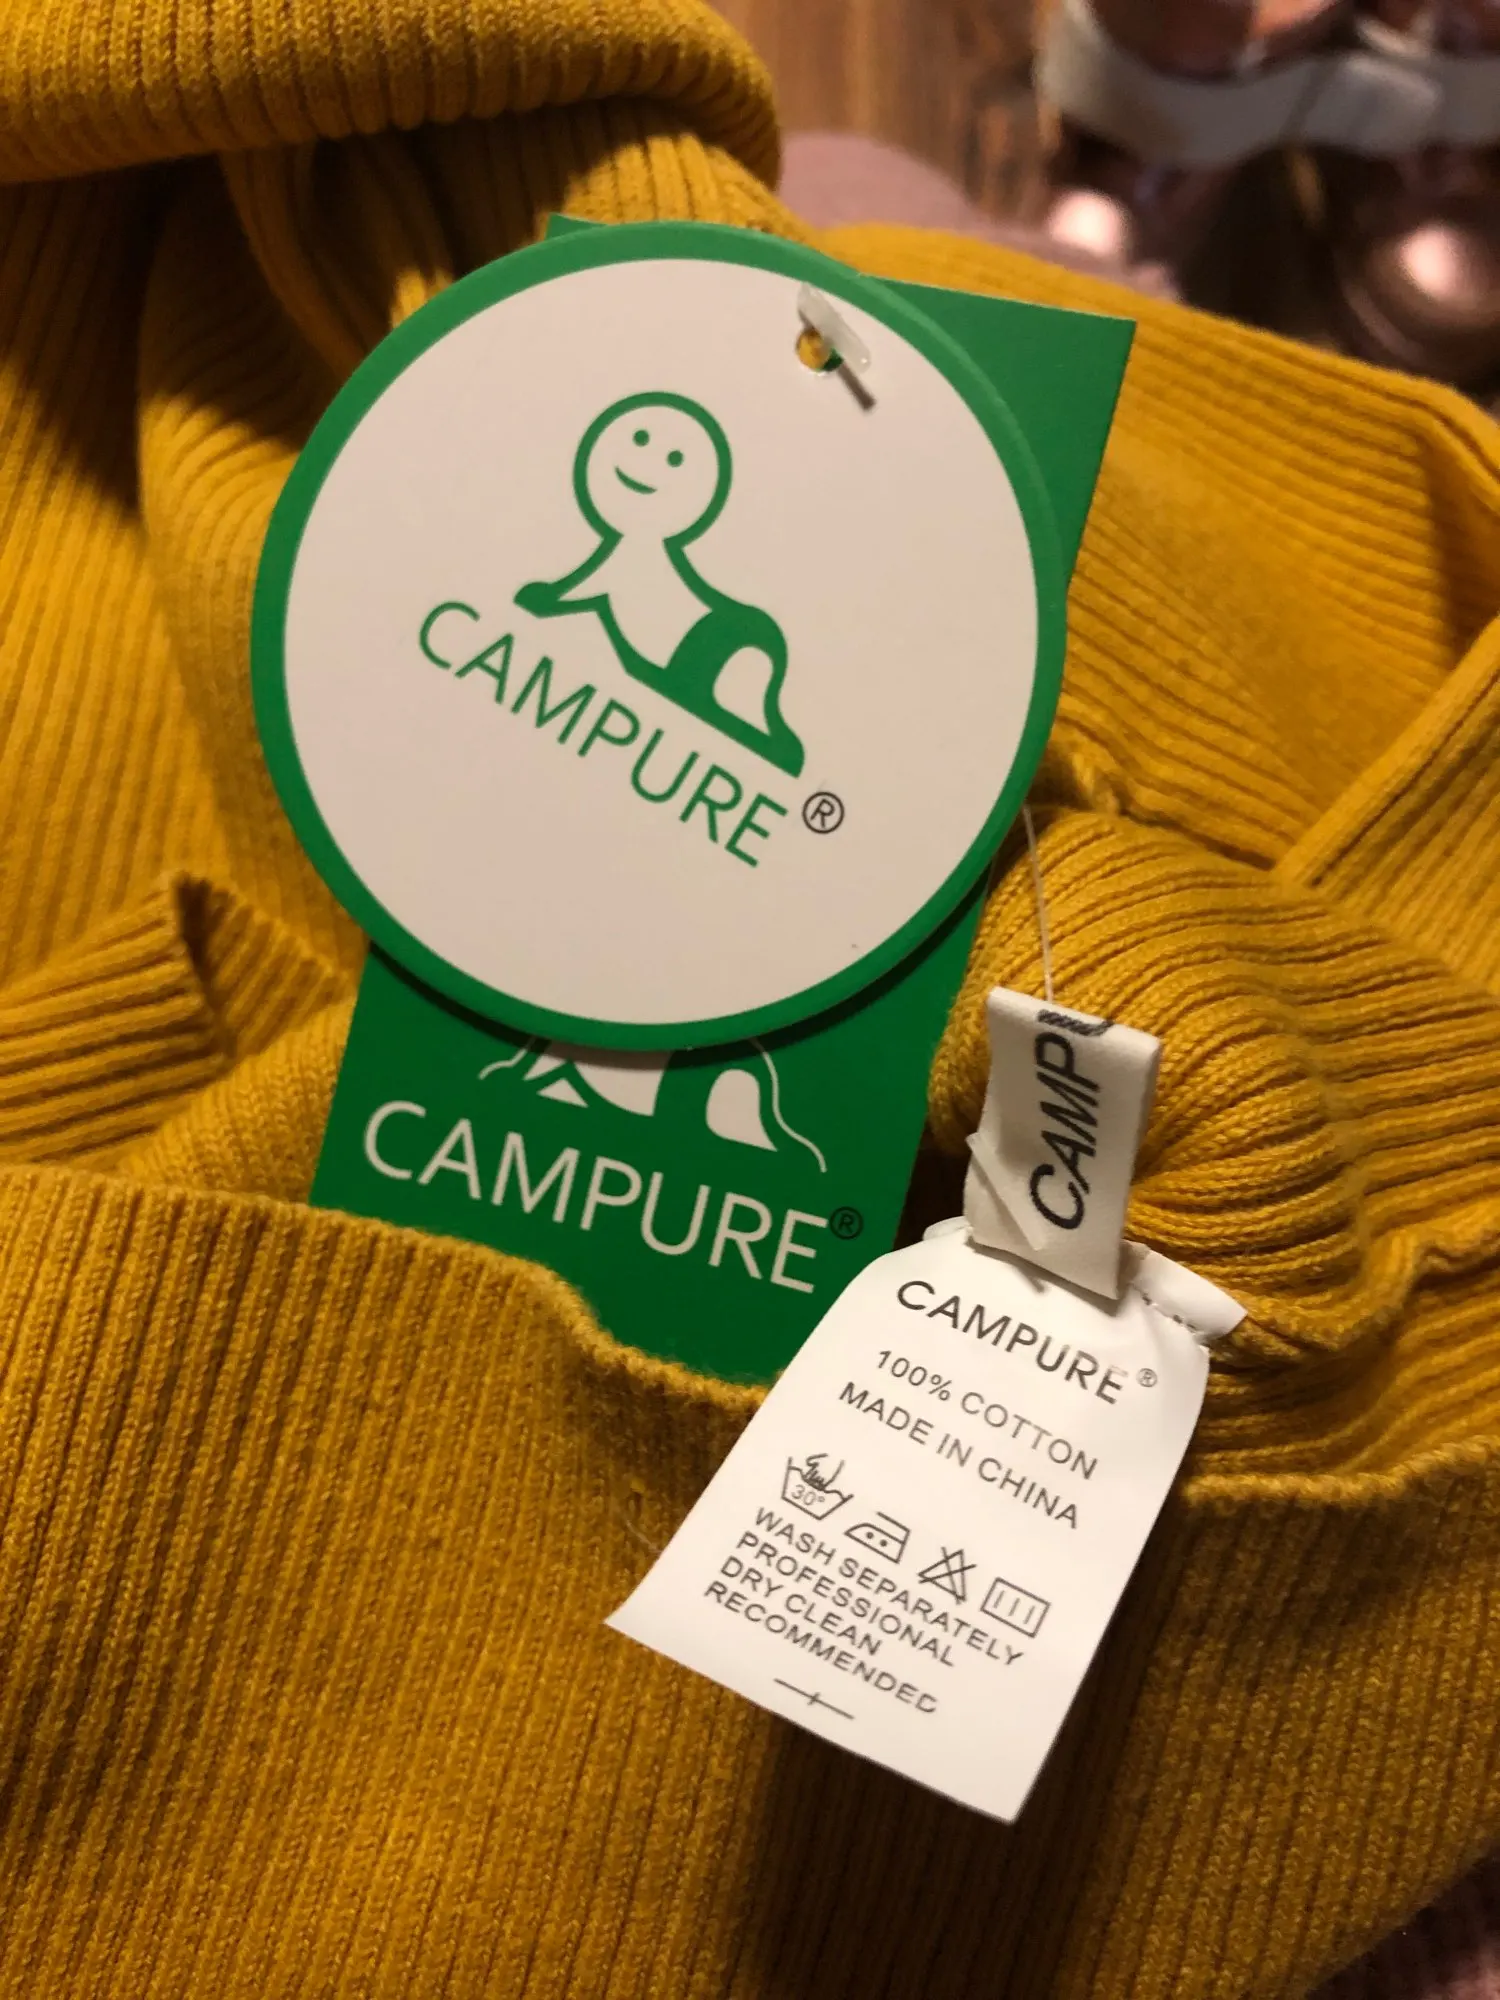 CAMPURE®
CAMPURE®
CAMP
CAMPURE®
100% COTTON
MADE IN CHINA
30°
WASH SEPARATELY
PROFESSIONAL
DRY CLEAN
RECOMMENDED